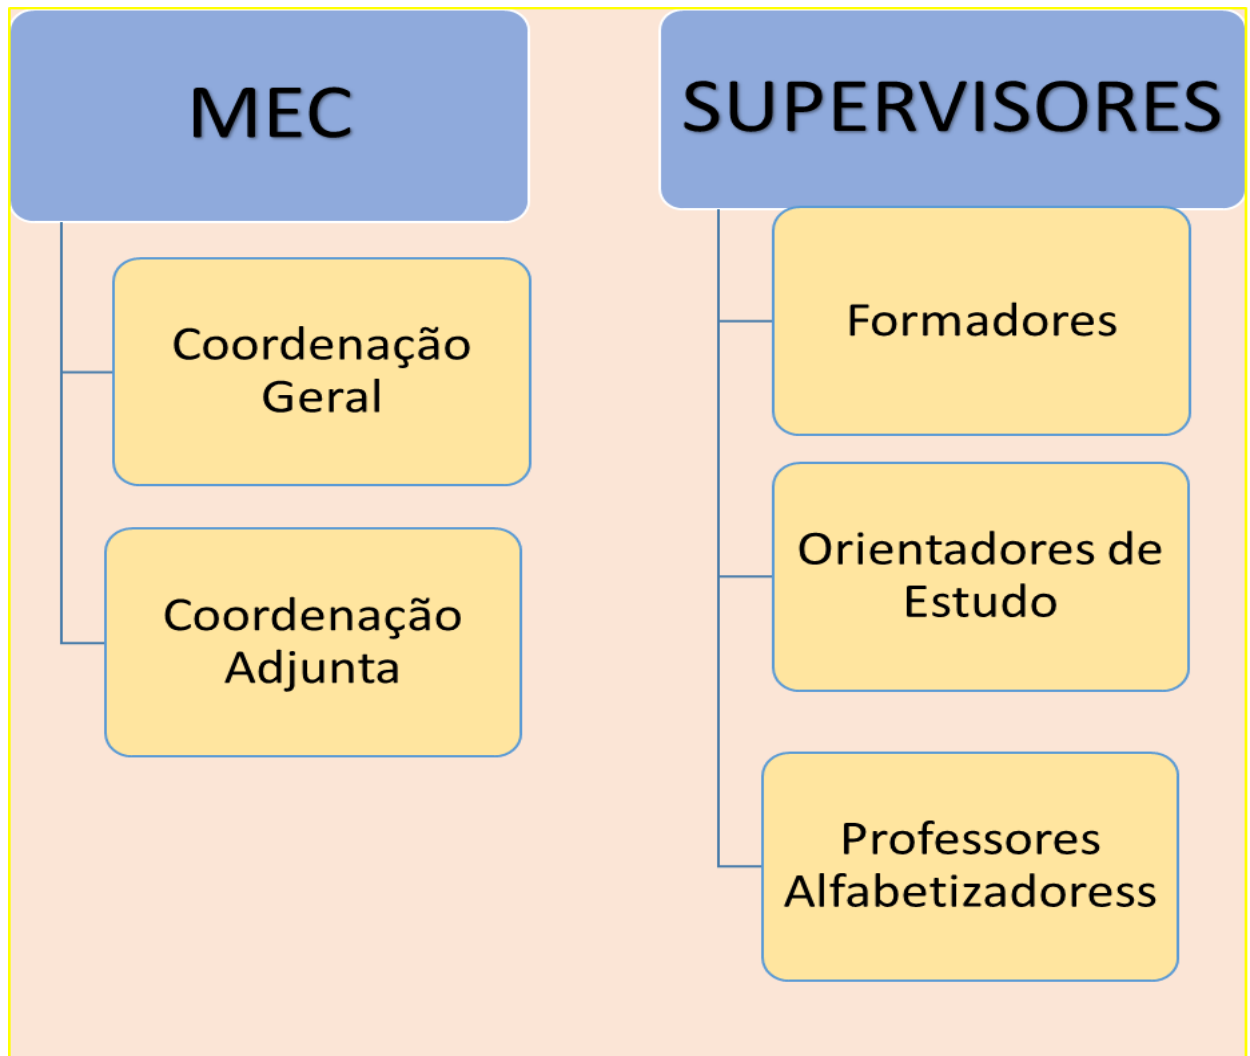 MEC
Coordenação
Geral
Coordenação
Adjunta
SUPERVISORES
Formadores
Orientadores de
Estudo
Professores
Alfabetizadoress